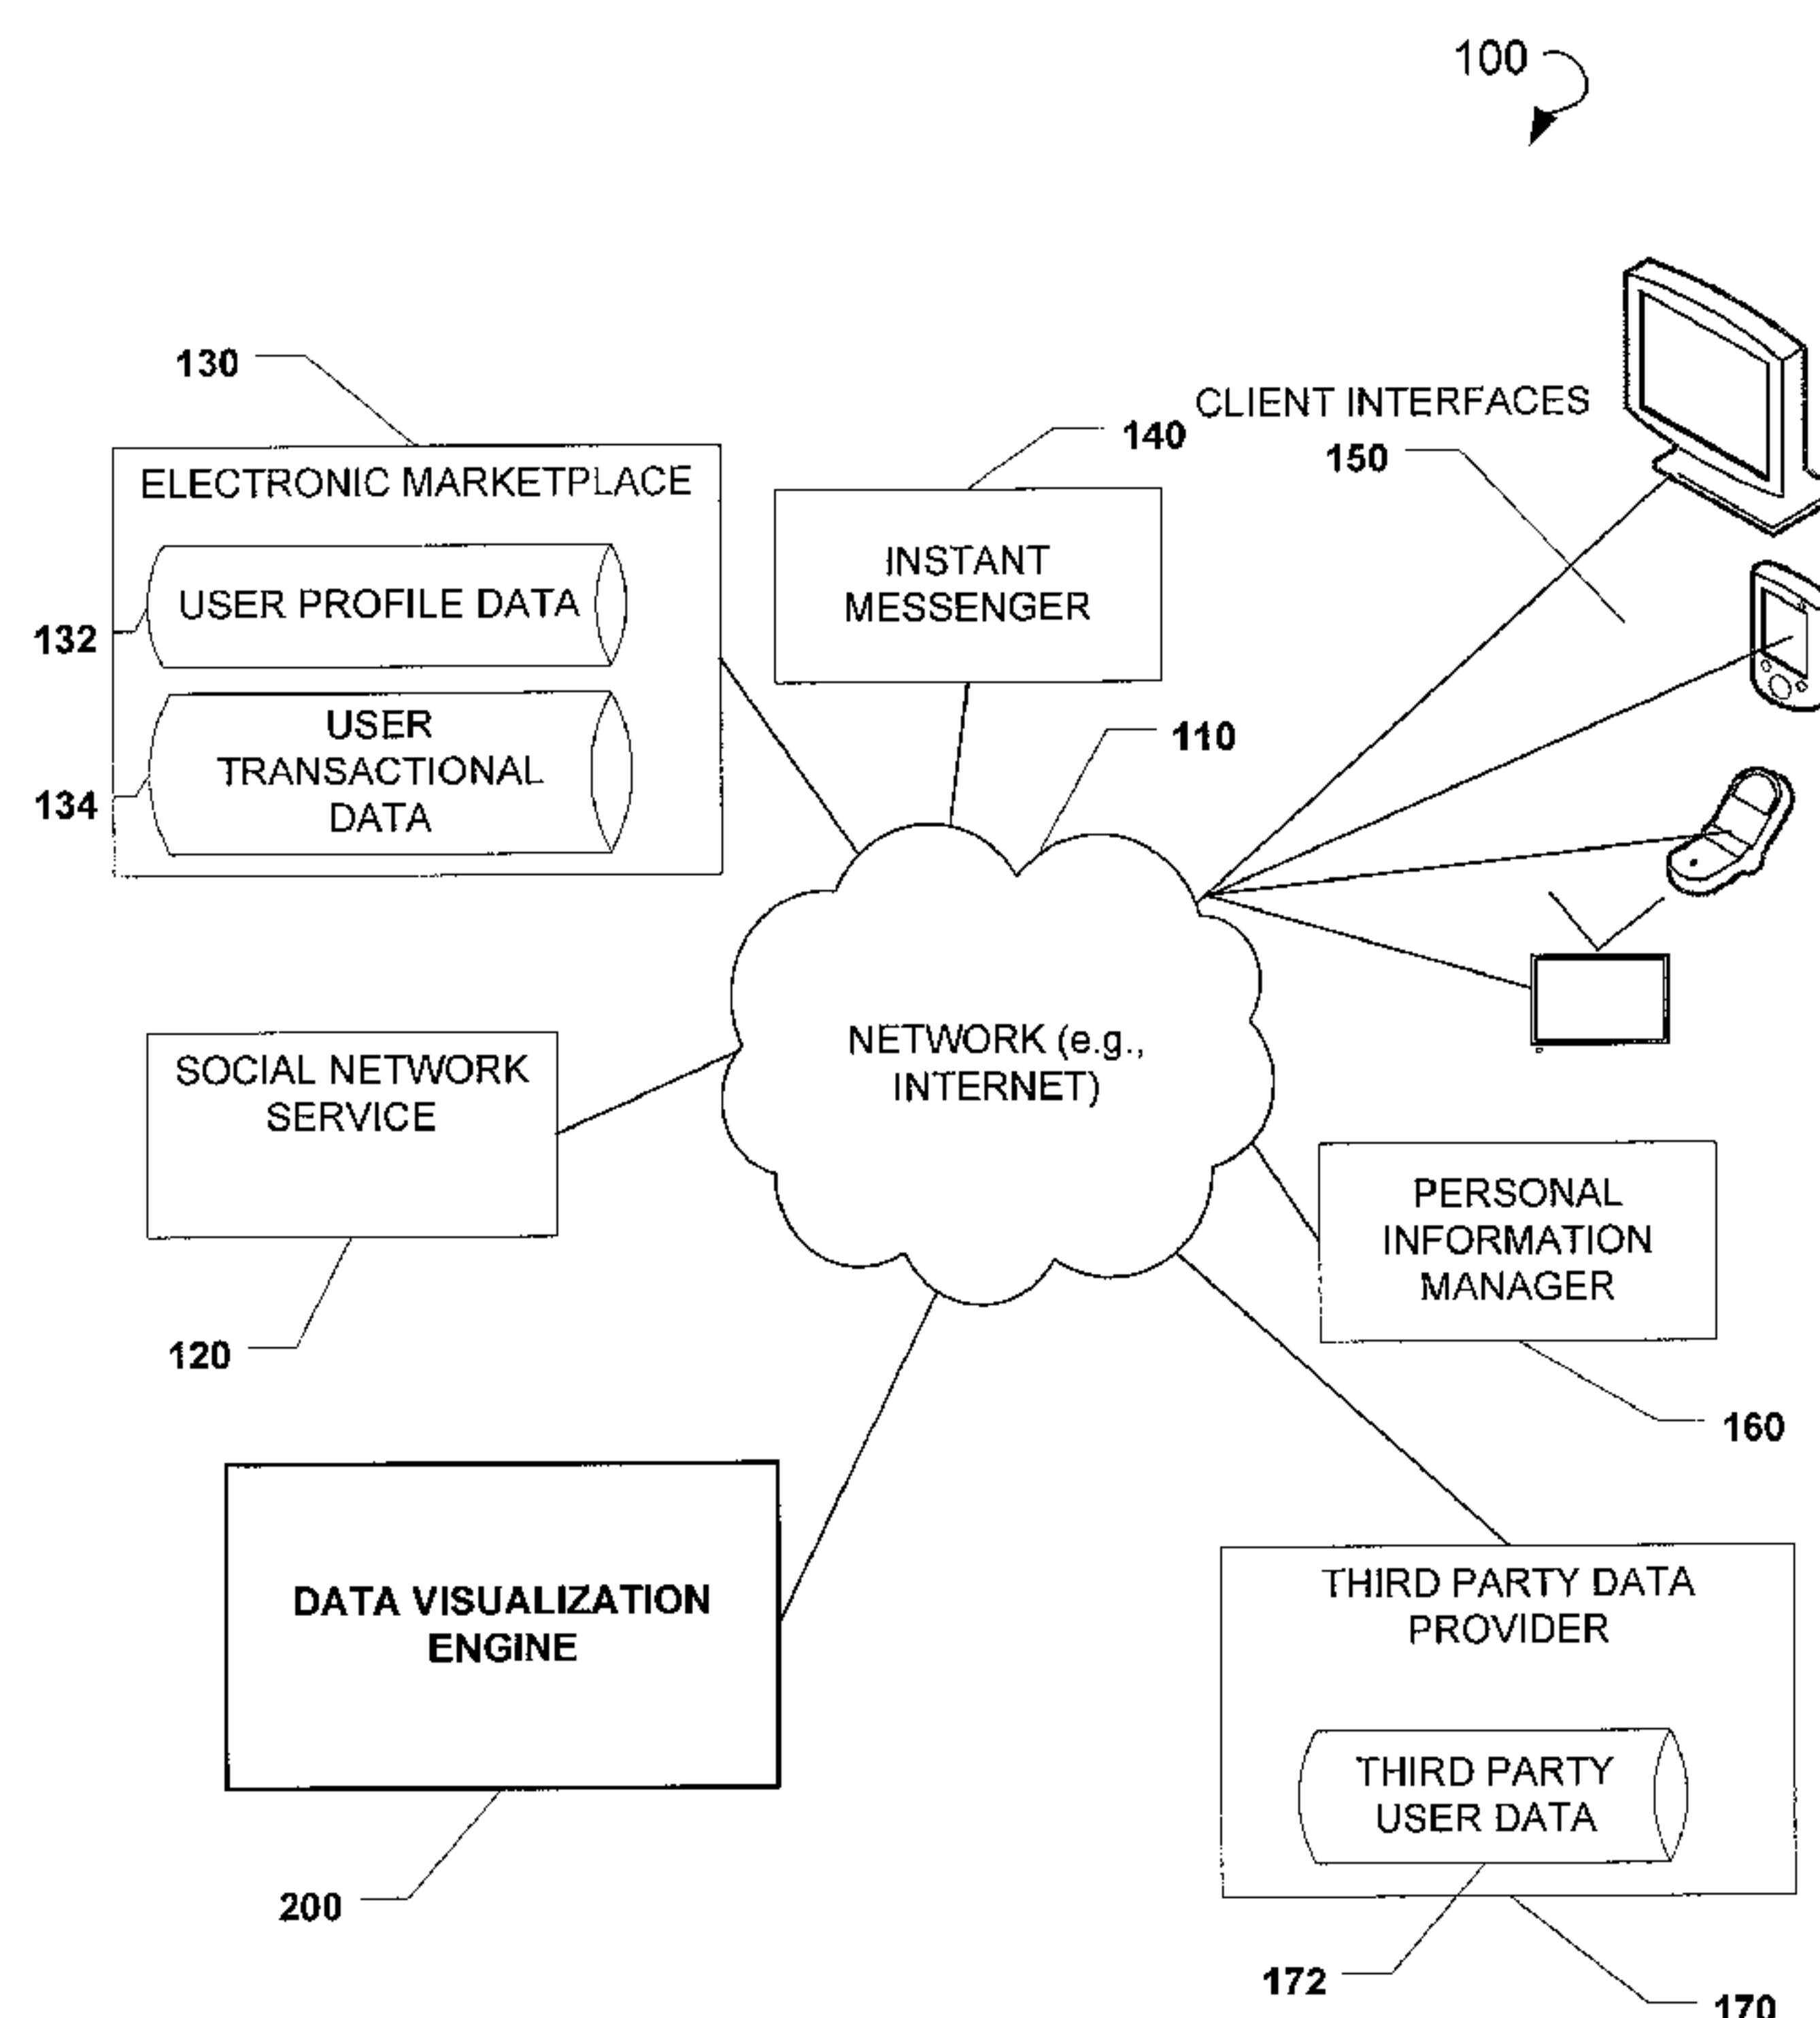 100
130
CLIENT INTERFACES
140
150
ELECTRONIC MARKETPLACE
INSTANT
MESSENGER
USER PROFILE DATA
132
USER
TRANSACTIONAL
DATA
134
110
NETWORK (e.g.,
INTERNET)
SOCIAL NETWORK
SERVICE
120
PERSONAL
INFORMATION
MANAGER
160
DATA VISUALIZATION
ENGINE
200
THIRD PARTY DATA
PROVIDER
THIRD PARTY
USER DATA
172
170